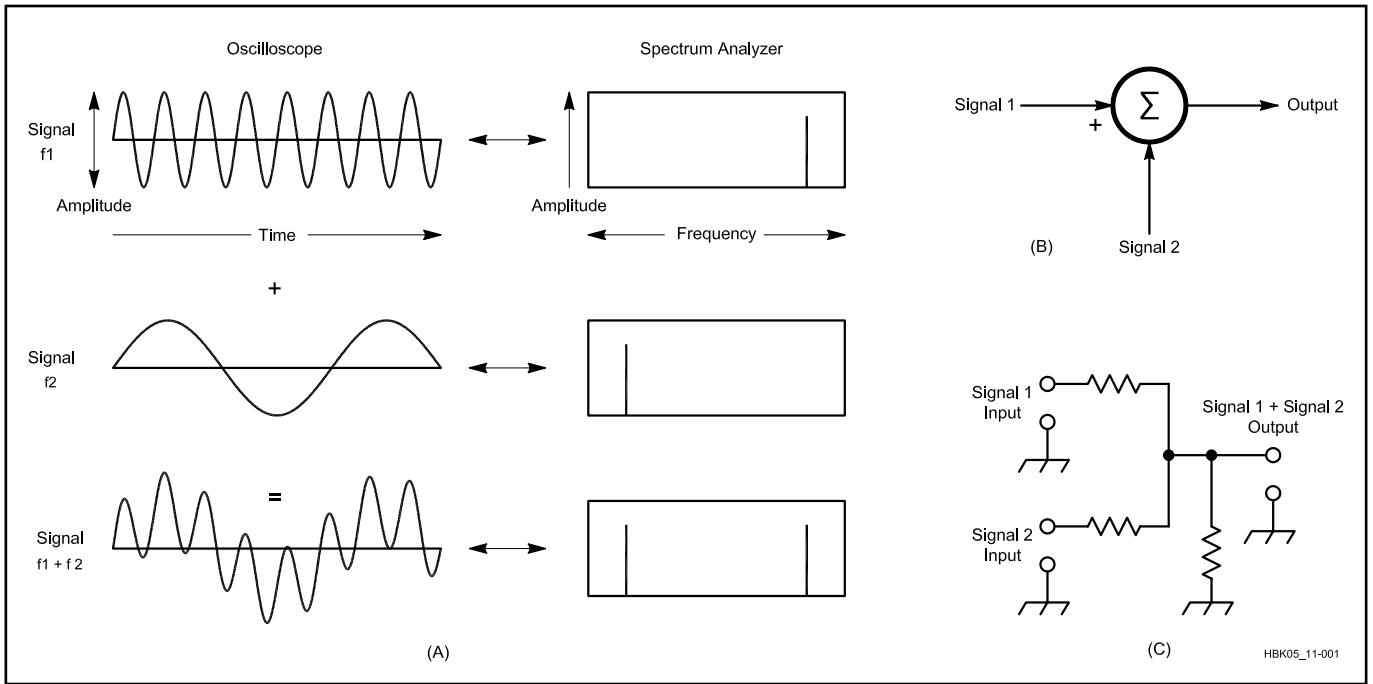 Oscilloscope
Spectrum Analyzer
Signal
f1
Amplitude
Time
Amplitude
Frequency
+
Signal
f2
=
Signal
f1 + f 2
(A)
Signal 1
+
Σ
Output
Signal 2
(B)
Signal 1
Input
Signal 1 + Signal 2
Output
Signal 2
Input
(C)
HBK05_11-001